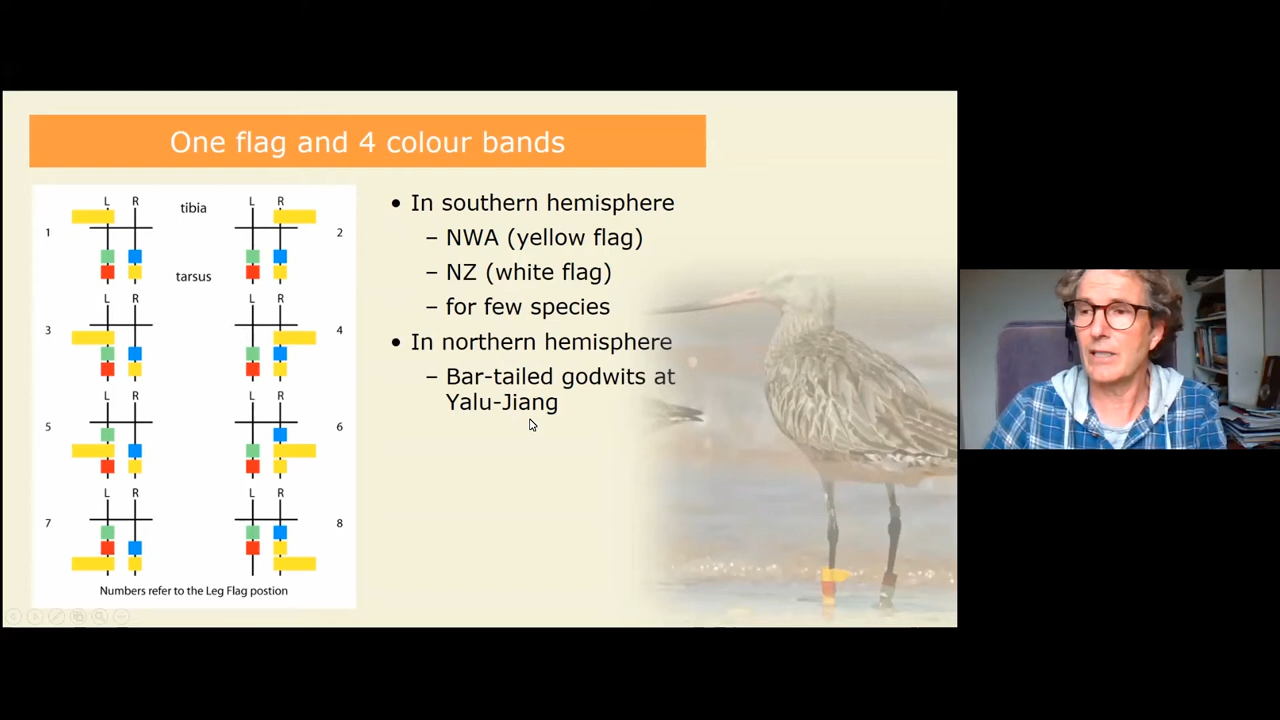 One flag and 4 colour bands
L R tibia L R
1 2
tarsus
L R L R
3 4
L R L R
5 6
L R L R
7 8
Numbers refer to the Leg Flag postion
• In southern hemisphere
– NWA (yellow flag)
– NZ (white flag)
– for few species
• In northern hemisphere
– Bar-tailed godwits at
Yalu-Jiang